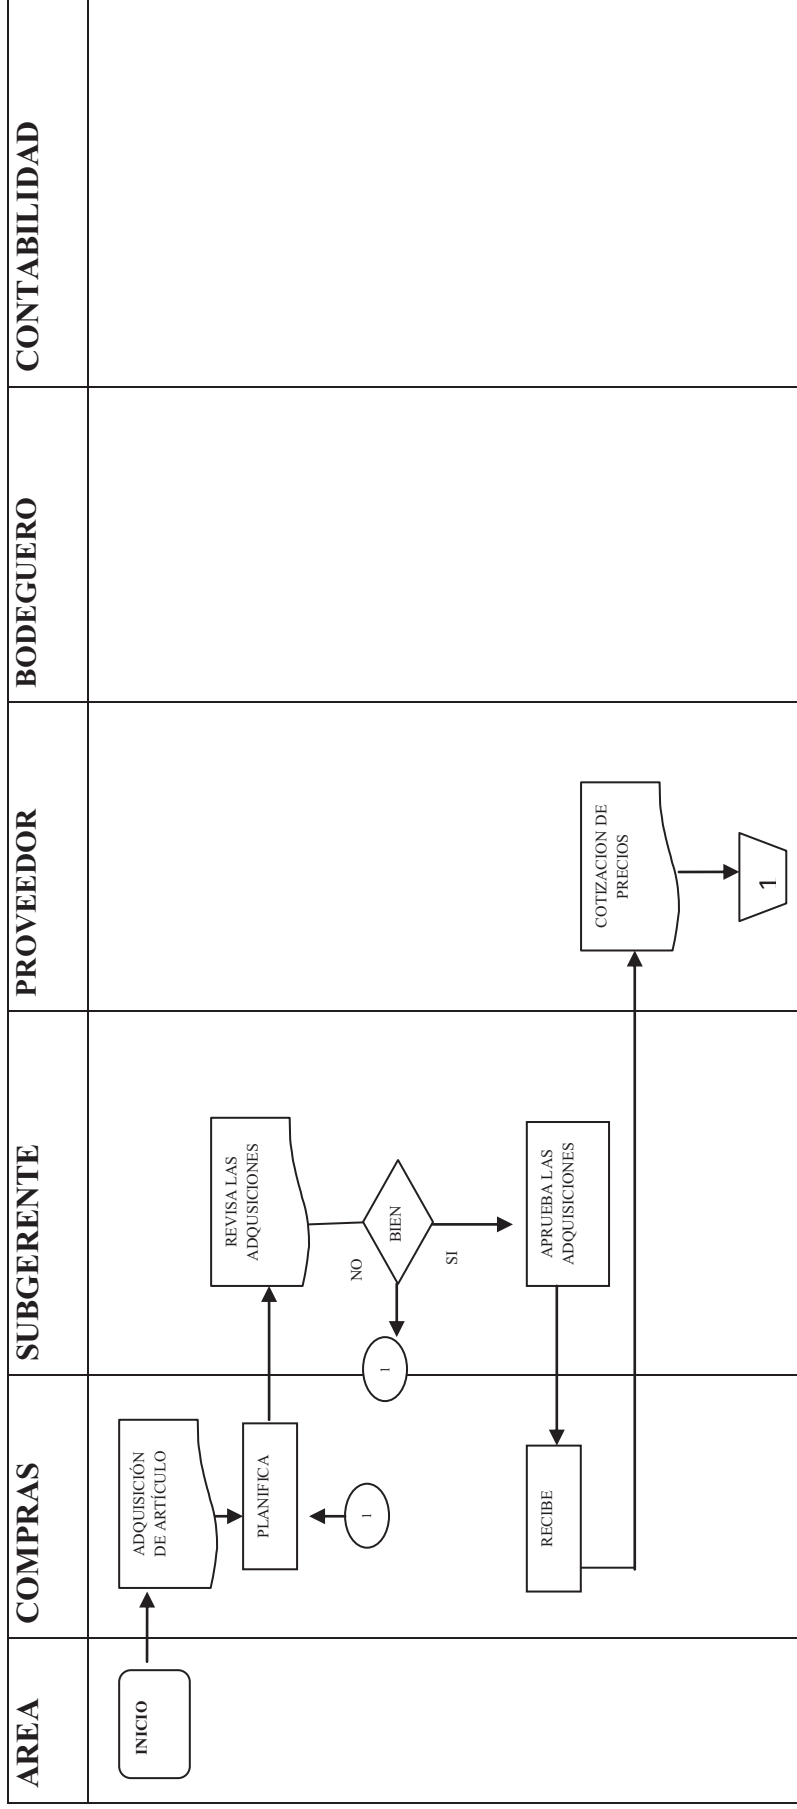 AREA
COMPRAS
SUBGERENTE
PROVEEDOR
BODEGUERO
CONTABILIDAD
INICIO
ADQUISICIÓN
DE ARTÍCULO
PLANIFICA
1
REVISA LAS
ADQUSICIONES
BIEN
NO
SI
1
APRUEBA LAS
ADQUISICIONES
RECIBE
COTIZACION DE
PRECIOS
1